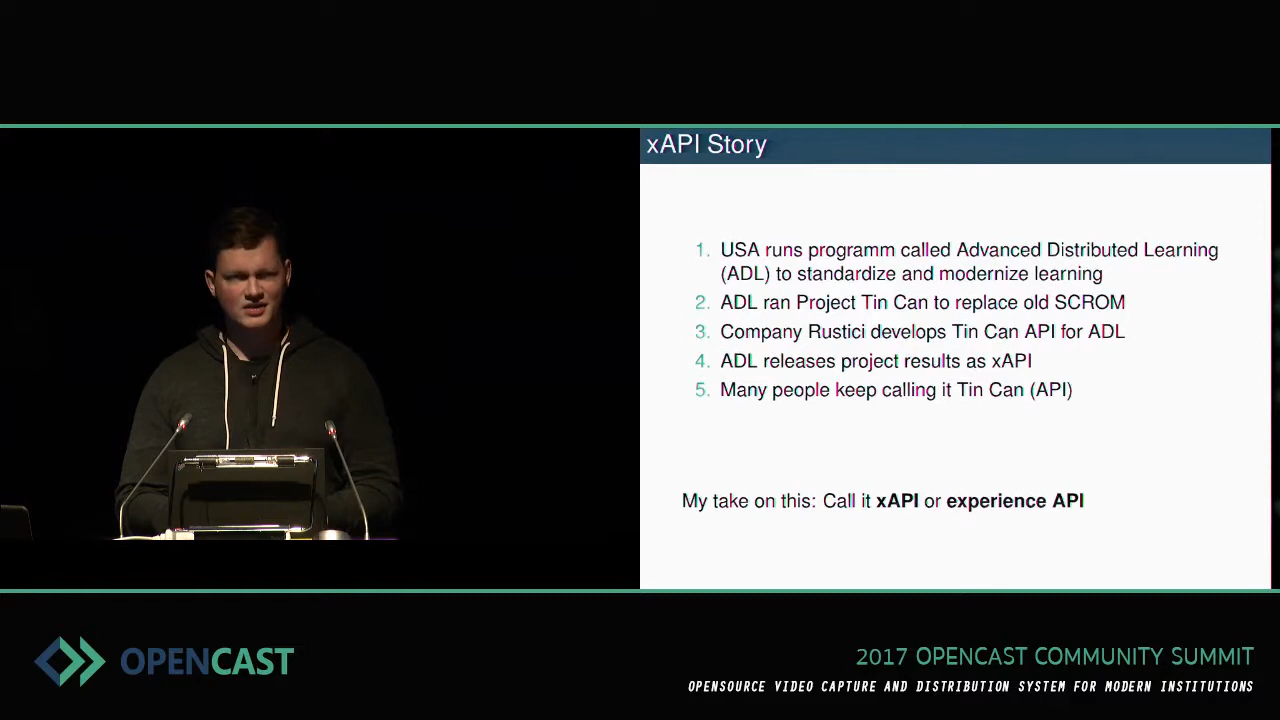 xAPI Story
1. USA runs programm called Advanced Distributed Learning
(ADL) to standardize and modernize learning
2. ADL ran Project Tin Can to replace old SCROM
3. Company Rustici develops Tin Can API for ADL
4. ADL releases project results as xAPI
5. Many people keep calling it Tin Can (API)
My take on this: Call it xAPI or experience API
OPENCAST
2017 OPENCAST COMMUNITY SUMMIT
OPENSOURCE VIDEO CAPTURE AND DISTRIBUTION SYSTEM FOR MODERN INSTITUTIONS